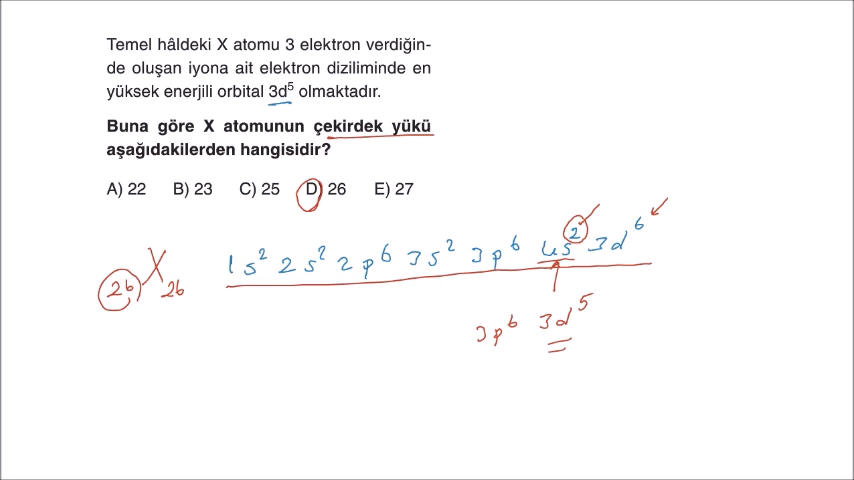 Temel hâldeki X atomu 3 elektron verdiğin-
de oluşan iyona ait elektron diziliminde en
yüksek enerjili orbital 3d⁵ olmaktadır.
Buna göre X atomunun çekirdek yükü
aşağıdakilerden hangisidir?
A) 22 B) 23 C) 25 D) 26 E) 27
26 X 26 1s² 2s² 2p⁶ 3s² 3p⁶ 4s² 3d⁶
3p⁶ 3d⁵